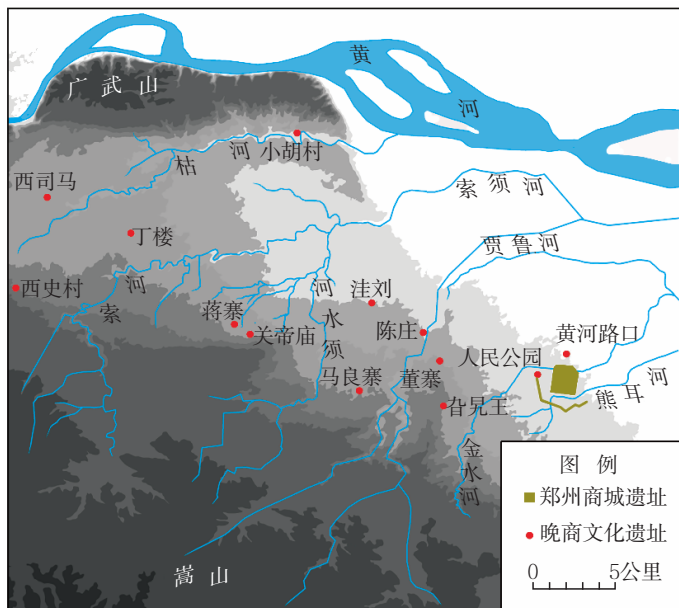 黄
河
广武山
枯
河
小胡村
西司马
索须河
丁楼
贾鲁河
西史村
索
河
蒋寨
关帝庙
河
水
须
洼刘
陈庄
黄河路口
人民公园
马良寨
董寨
旮旯王
熊耳河
金
水
河
嵩山
图例
郑州商城遗址
晚商文化遗址
0 5公里